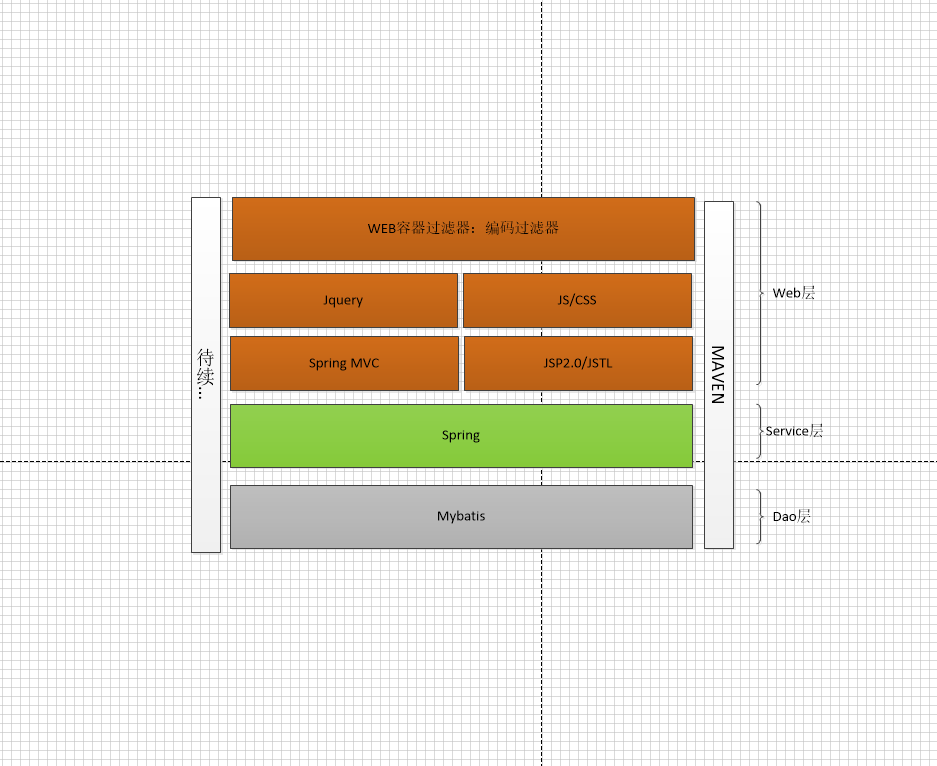 WEB容器过滤器：编码过滤器
Jquery
JS/CSS
Web层
Spring MVC
JSP2.0/JSTL
待续...
MAVEN
Spring
Service层
Mybatis
Dao层